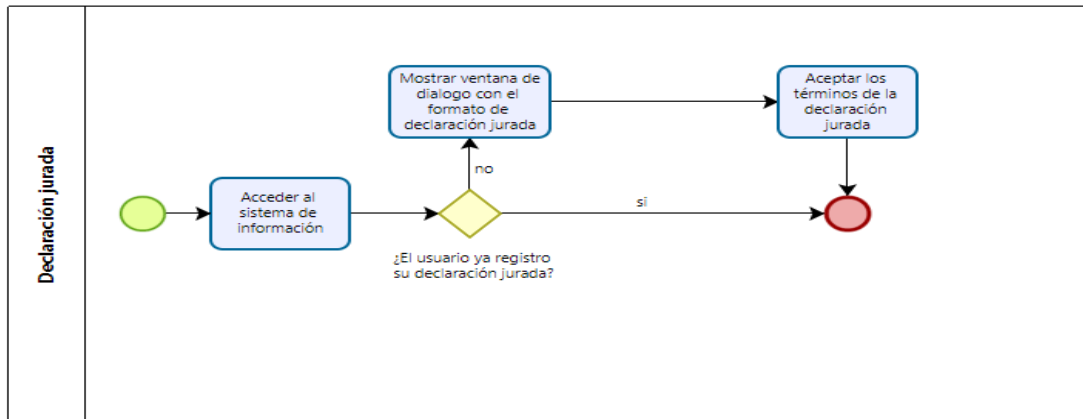 Declaración jurada
Acceder al
sistema de
información
¿El usuario ya registro
su declaración jurada?
no
si
Mostrar ventana de
dialogo con el
formato de
declaración jurada
Aceptar los
términos de la
declaración
jurada